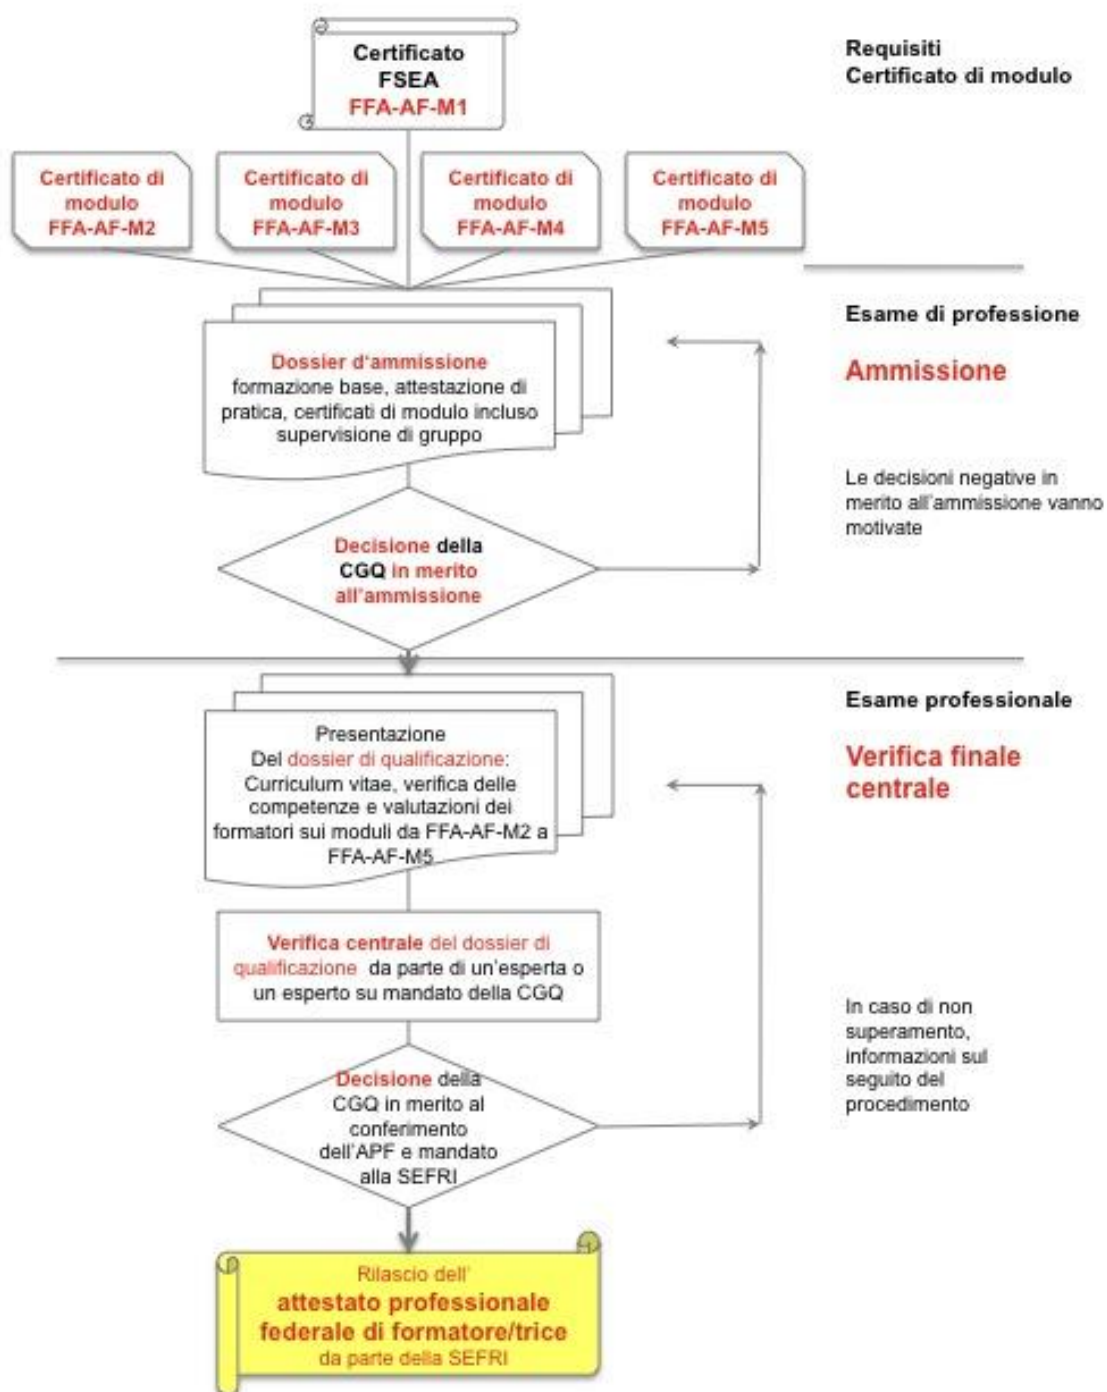 Certificato
FSEA
FFA-AF-M1
Requisiti
Certificato di modulo
Certificato di
modulo
FFA-AF-M2
Certificato di
modulo
FFA-AF-M3
Certificato di
modulo
FFA-AF-M4
Certificato di
modulo
FFA-AF-M5
Esame di professione
Ammissione
Dossier d'ammissione
formazione base, attestazione di
pratica, certificati di modulo incluso
supervisione di gruppo
Le decisioni negative in
merito all'ammissione vanno
motivate
Decisione della
CGQ in merito
all'ammissione
Esame professionale
Verifica finale
centrale
Presentazione
Del dossier di qualificazione:
Curriculum vitae, verifica delle
competenze e valutazioni dei
formatori sui moduli da FFA-AF-M2 a
FFA-AF-M5
Verifica centrale del dossier di
qualificazione da parte di un'esperta o
un esperto su mandato della CGQ
In caso di non
superamento,
informazioni sul
seguito del
procedimento
Decisione della
CGQ in merito al
conferimento
dell'APF e mandato
alla SEFRI
Rilascio dell'
attestato professionale
federale di formatore/trice
da parte della SEFRI